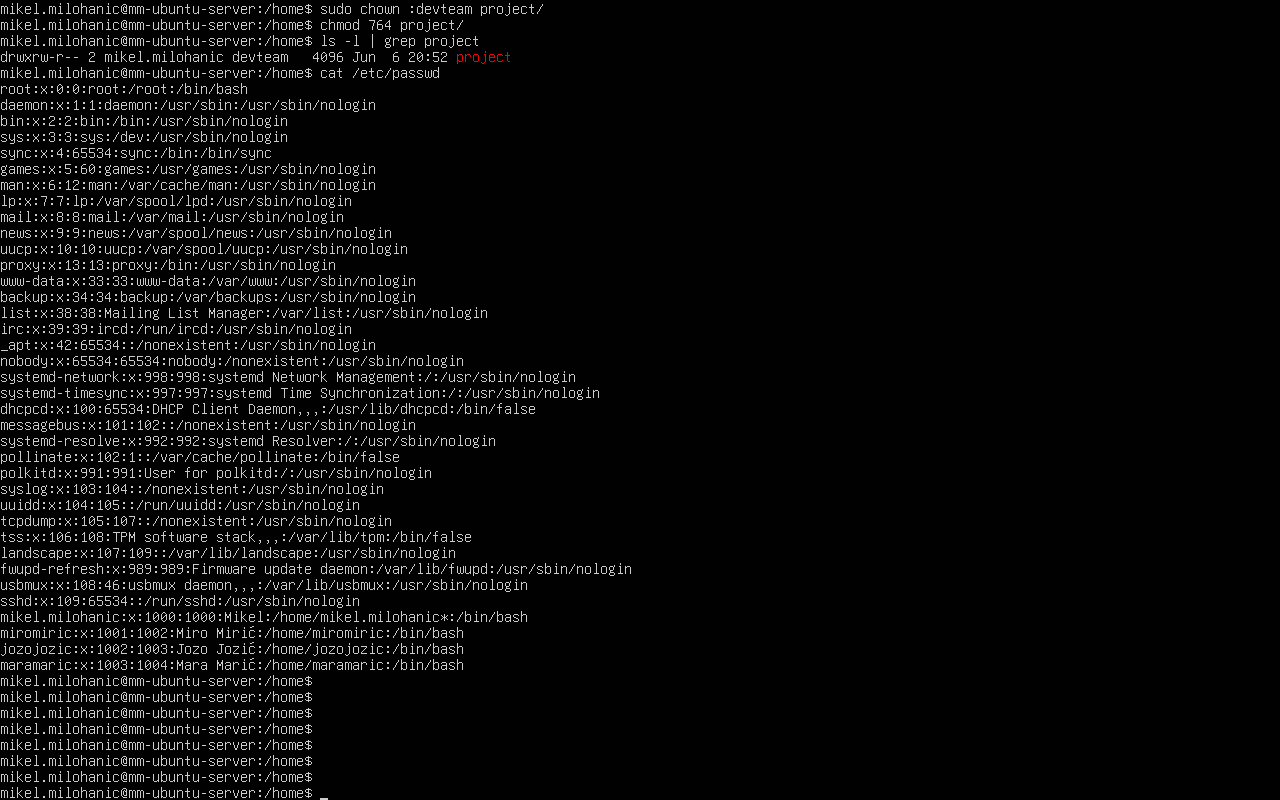 mikel.milohanic@mm-ubuntu-server:/home$ sudo chown :devteam project/
mikel.milohanic@mm-ubuntu-server:/home$ chmod 764 project/
mikel.milohanic@mm-ubuntu-server:/home$ ls -l | grep project
drwxrw-r-- 2 mikel.milohanic devteam   4096 Jun  6 20:52 project
mikel.milohanic@mm-ubuntu-server:/home$ cat /etc/passwd
root:x:0:0:root:/root:/bin/bash
daemon:x:1:1:daemon:/usr/sbin:/usr/sbin/nologin
bin:x:2:2:bin:/bin:/usr/sbin/nologin
sys:x:3:3:sys:/dev:/usr/sbin/nologin
sync:x:4:65534:sync:/bin:/bin/sync
games:x:5:60:games:/usr/games:/usr/sbin/nologin
man:x:6:12:man:/var/cache/man:/usr/sbin/nologin
lp:x:7:7:lp:/var/spool/lpd:/usr/sbin/nologin
mail:x:8:8:mail:/var/mail:/usr/sbin/nologin
news:x:9:9:news:/var/spool/news:/usr/sbin/nologin
uucp:x:10:10:uucp:/var/spool/uucp:/usr/sbin/nologin
proxy:x:13:13:proxy:/bin:/usr/sbin/nologin
www-data:x:33:33:www-data:/var/www:/usr/sbin/nologin
backup:x:34:34:backup:/var/backups:/usr/sbin/nologin
list:x:38:38:Mailing List Manager:/var/list:/usr/sbin/nologin
irc:x:39:39:ircd:/run/ircd:/usr/sbin/nologin
_apt:x:42:65534::/nonexistent:/usr/sbin/nologin
nobody:x:65534:65534:nobody:/nonexistent:/usr/sbin/nologin
systemd-network:x:998:998:systemd Network Management:/:/usr/sbin/nologin
systemd-timesync:x:997:997:systemd Time Synchronization:/:/usr/sbin/nologin
dhcpcd:x:100:65534:DHCP Client Daemon,,,:/usr/lib/dhcpcd:/bin/false
messagebus:x:101:102::/nonexistent:/usr/sbin/nologin
systemd-resolve:x:992:992:systemd Resolver:/:/usr/sbin/nologin
pollinate:x:102:1::/var/cache/pollinate:/bin/false
polkitd:x:991:991:User for polkitd:/:/usr/sbin/nologin
syslog:x:103:104::/nonexistent:/usr/sbin/nologin
uuidd:x:104:105::/run/uuidd:/usr/sbin/nologin
tcpdump:x:105:107::/nonexistent:/usr/sbin/nologin
tss:x:106:108:TPM software stack,,,:/var/lib/tpm:/bin/false
landscape:x:107:109::/var/lib/landscape:/usr/sbin/nologin
fwupd-refresh:x:989:989:Firmware update daemon:/var/lib/fwupd:/usr/sbin/nologin
usbmux:x:108:46:usbmux daemon,,,:/var/lib/usbmux:/usr/sbin/nologin
sshd:x:109:65534::/run/sshd:/usr/sbin/nologin
mikel.milohanic:x:1000:1000:Mikel:/home/mikel.milohanic*:/bin/bash
miromiric:x:1001:1002:Miro Mirić:/home/miromiric:/bin/bash
jozojozic:x:1002:1003:Jozo Jozić:/home/jozojozic:/bin/bash
maramaric:x:1003:1004:Mara Marić:/home/maramaric:/bin/bash
mikel.milohanic@mm-ubuntu-server:/home$
mikel.milohanic@mm-ubuntu-server:/home$
mikel.milohanic@mm-ubuntu-server:/home$
mikel.milohanic@mm-ubuntu-server:/home$
mikel.milohanic@mm-ubuntu-server:/home$
mikel.milohanic@mm-ubuntu-server:/home$
mikel.milohanic@mm-ubuntu-server:/home$
mikel.milohanic@mm-ubuntu-server:/home$ _